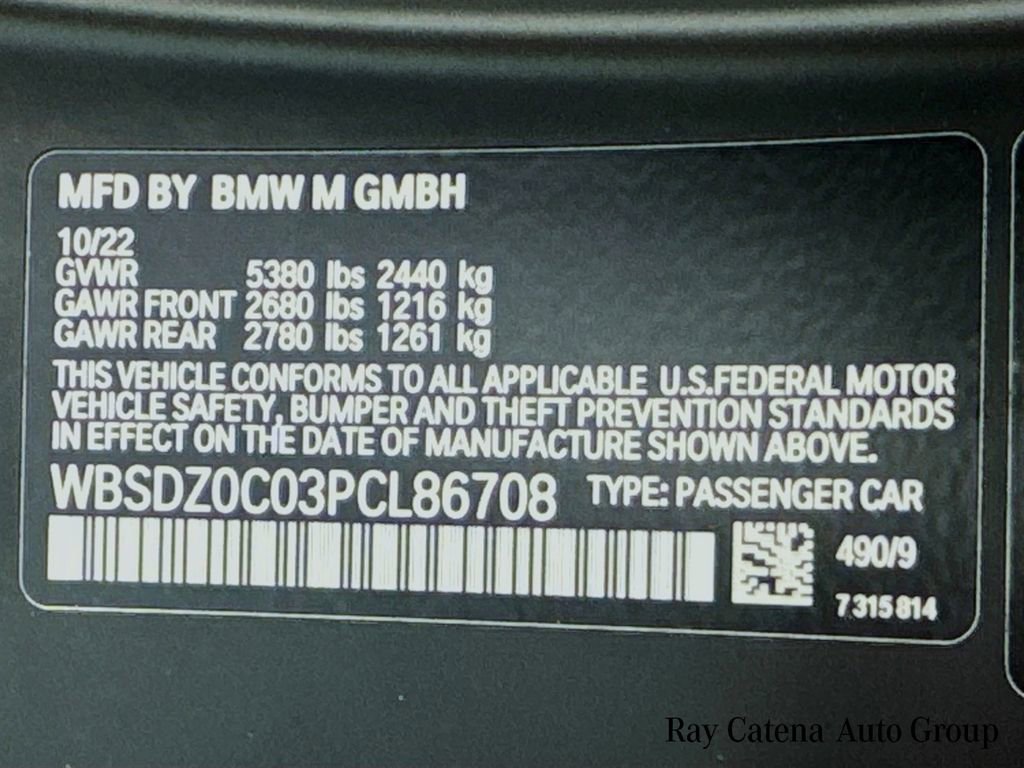 MFD BY BMW M GMBH
10/22
GVWR 5380 lbs 2440 kg
GAWR FRONT 2680 lbs 1216 kg
GAWR REAR 2780 lbs 1261 kg
THIS VEHICLE CONFORMS TO ALL APPLICABLE U.S.FEDERAL MOTOR
VEHICLE SAFETY, BUMPER AND THEFT PREVENTION STANDARDS
IN EFFECT ON THE DATE OF MANUFACTURE SHOWN ABOVE.
WBSDZ0C03PCL86708 TYPE: PASSENGER CAR
490/9
7 315 814
Ray Catena Auto Group